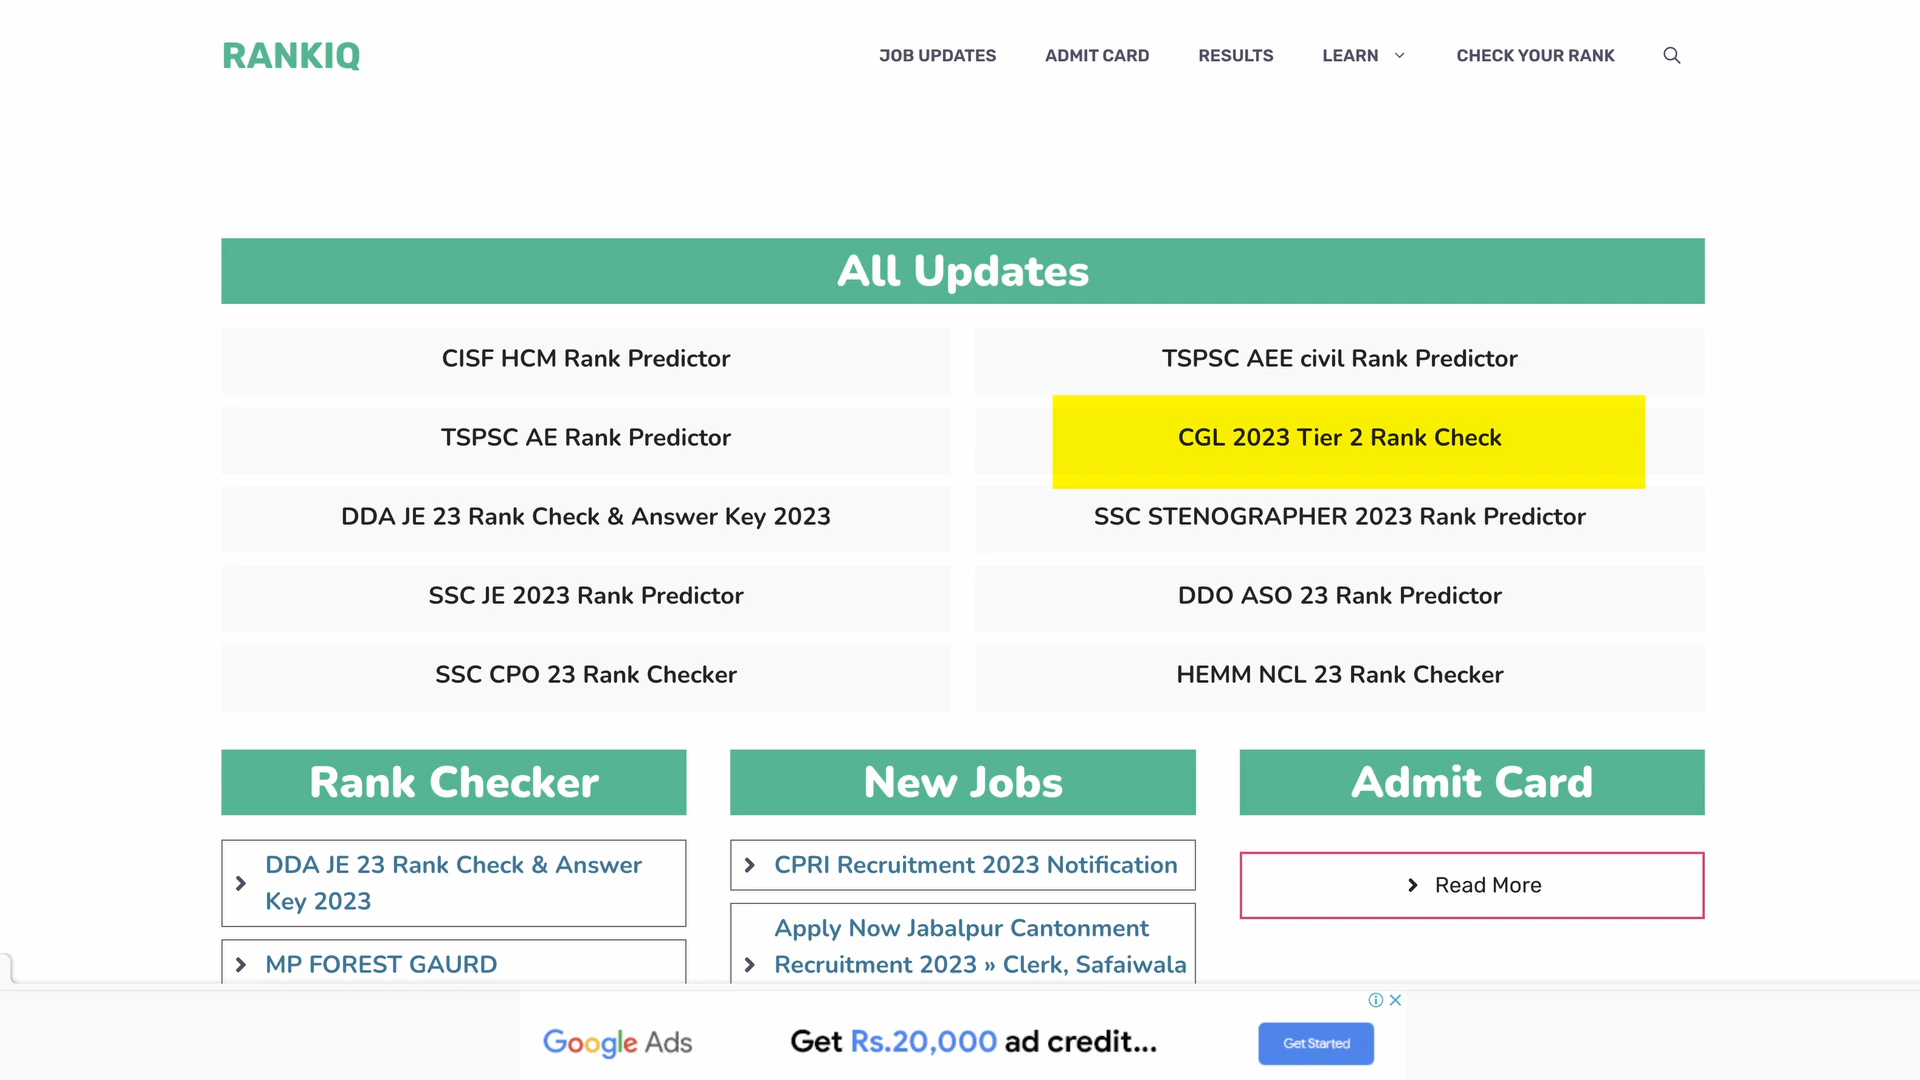 RANKIQ
JOB UPDATES
ADMIT CARD
RESULTS
LEARN
CHECK YOUR RANK
All Updates
CISF HCM Rank Predictor
TSPSC AEE civil Rank Predictor
TSPSC AE Rank Predictor
CGL 2023 Tier 2 Rank Check
DDA JE 23 Rank Check & Answer Key 2023
SSC STENOGRAPHER 2023 Rank Predictor
SSC JE 2023 Rank Predictor
DDO ASO 23 Rank Predictor
SSC CPO 23 Rank Checker
HEMM NCL 23 Rank Checker
Rank Checker
DDA JE 23 Rank Check & Answer
Key 2023
MP FOREST GAURD
New Jobs
CPRI Recruitment 2023 Notification
Apply Now Jabalpur Cantonment
Recruitment 2023 » Clerk, Safaiwala
Admit Card
Read More
Google Ads
Get Rs.20,000 ad credit...
Get Started